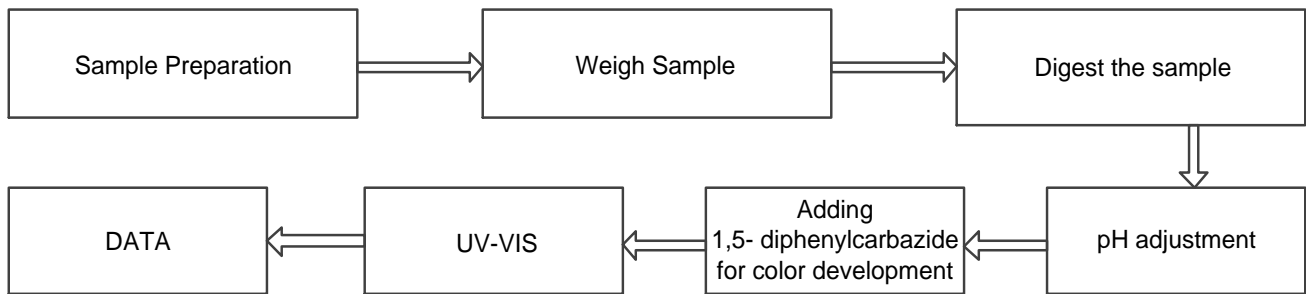 Sample Preparation
Weigh Sample
Digest the sample
pH adjustment
Adding
1,5- diphenylcarbazide
for color development
UV-VIS
DATA